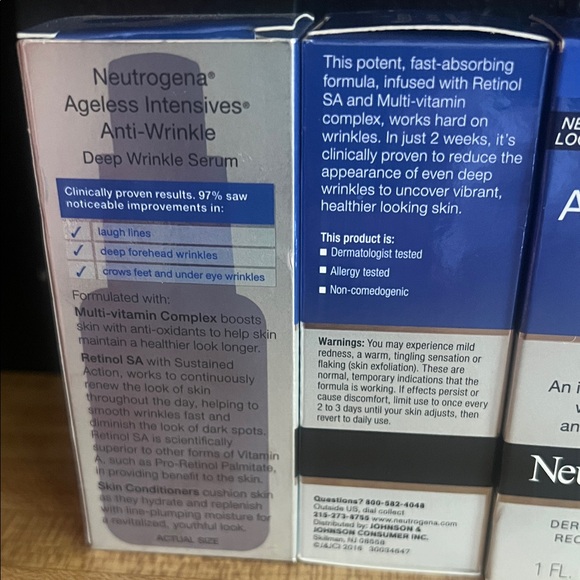 Neutrogena®
Ageless Intensives®
Anti-Wrinkle
Deep Wrinkle Serum
Clinically proven results. 97% saw
noticeable improvements in:
✓ laugh lines
✓ deep forehead wrinkles
✓ crows feet and under eye wrinkles
Formulated with:
Multi-vitamin Complex boosts
skin with anti-oxidants to help skin
maintain a healthier look longer.
Retinol SA with Sustained
Action, works to continuously
renew the look of skin
throughout the day, helping to
smooth wrinkles fast and
diminish the look of dark spots.
Retinol SA is scientifically
superior to other forms of Vitamin
A, such as Pro-Retinol Palmitate,
in providing benefit to the skin.
Skin Conditioners cushion skin
as they hydrate and replenish
with line-plumping moisture for
a revitalized, youthful look.
ACTUAL SIZE
This potent, fast-absorbing
formula, infused with Retinol
SA and Multi-vitamin
complex, works hard on
wrinkles. In just 2 weeks, it's
clinically proven to reduce the
appearance of even deep
wrinkles to uncover vibrant,
healthier looking skin.
This product is:
■ Dermatologist tested
■ Allergy tested
■ Non-comedogenic
Warnings: You may experience mild
redness, a warm, tingling sensation or
flaking (skin exfoliation). These are
normal, temporary indications that the
formula is working. If effects persist or
cause discomfort, limit use to once every
2 to 3 days until your skin adjusts, then
revert to daily use.
Questions? 800-582-4048
Outside US, dial collect
215-273-8755 www.neutrogena.com
Distributed by: JOHNSON &
JOHNSON CONSUMER INC.
Skillman, NJ 08558
©J&JCI 2016 30034647
NE
LOO
A
An i
an
Neu
DER
REC
1 FL.